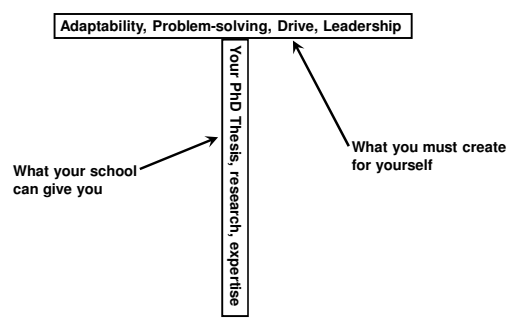 Adaptability, Problem-solving, Drive, Leadership
Your PhD Thesis, research, expertise
What you must create
for yourself
What your school
can give you